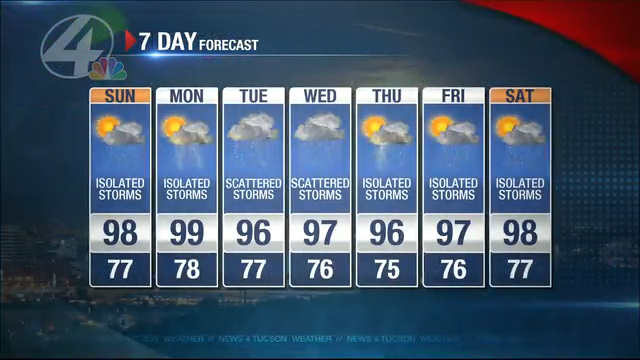 4
7 DAY FORECAST
SUN MON TUE WED THU FRI SAT
ISOLATED ISOLATED SCATTERED SCATTERED ISOLATED ISOLATED ISOLATED
STORMS STORMS STORMS STORMS STORMS STORMS STORMS
98 99 96 97 96 97 98
77 78 77 76 75 76 77
WEATHER // NEWS 4 TUCSON WEATHER // NEWS 4 TUCSON WEATHER //